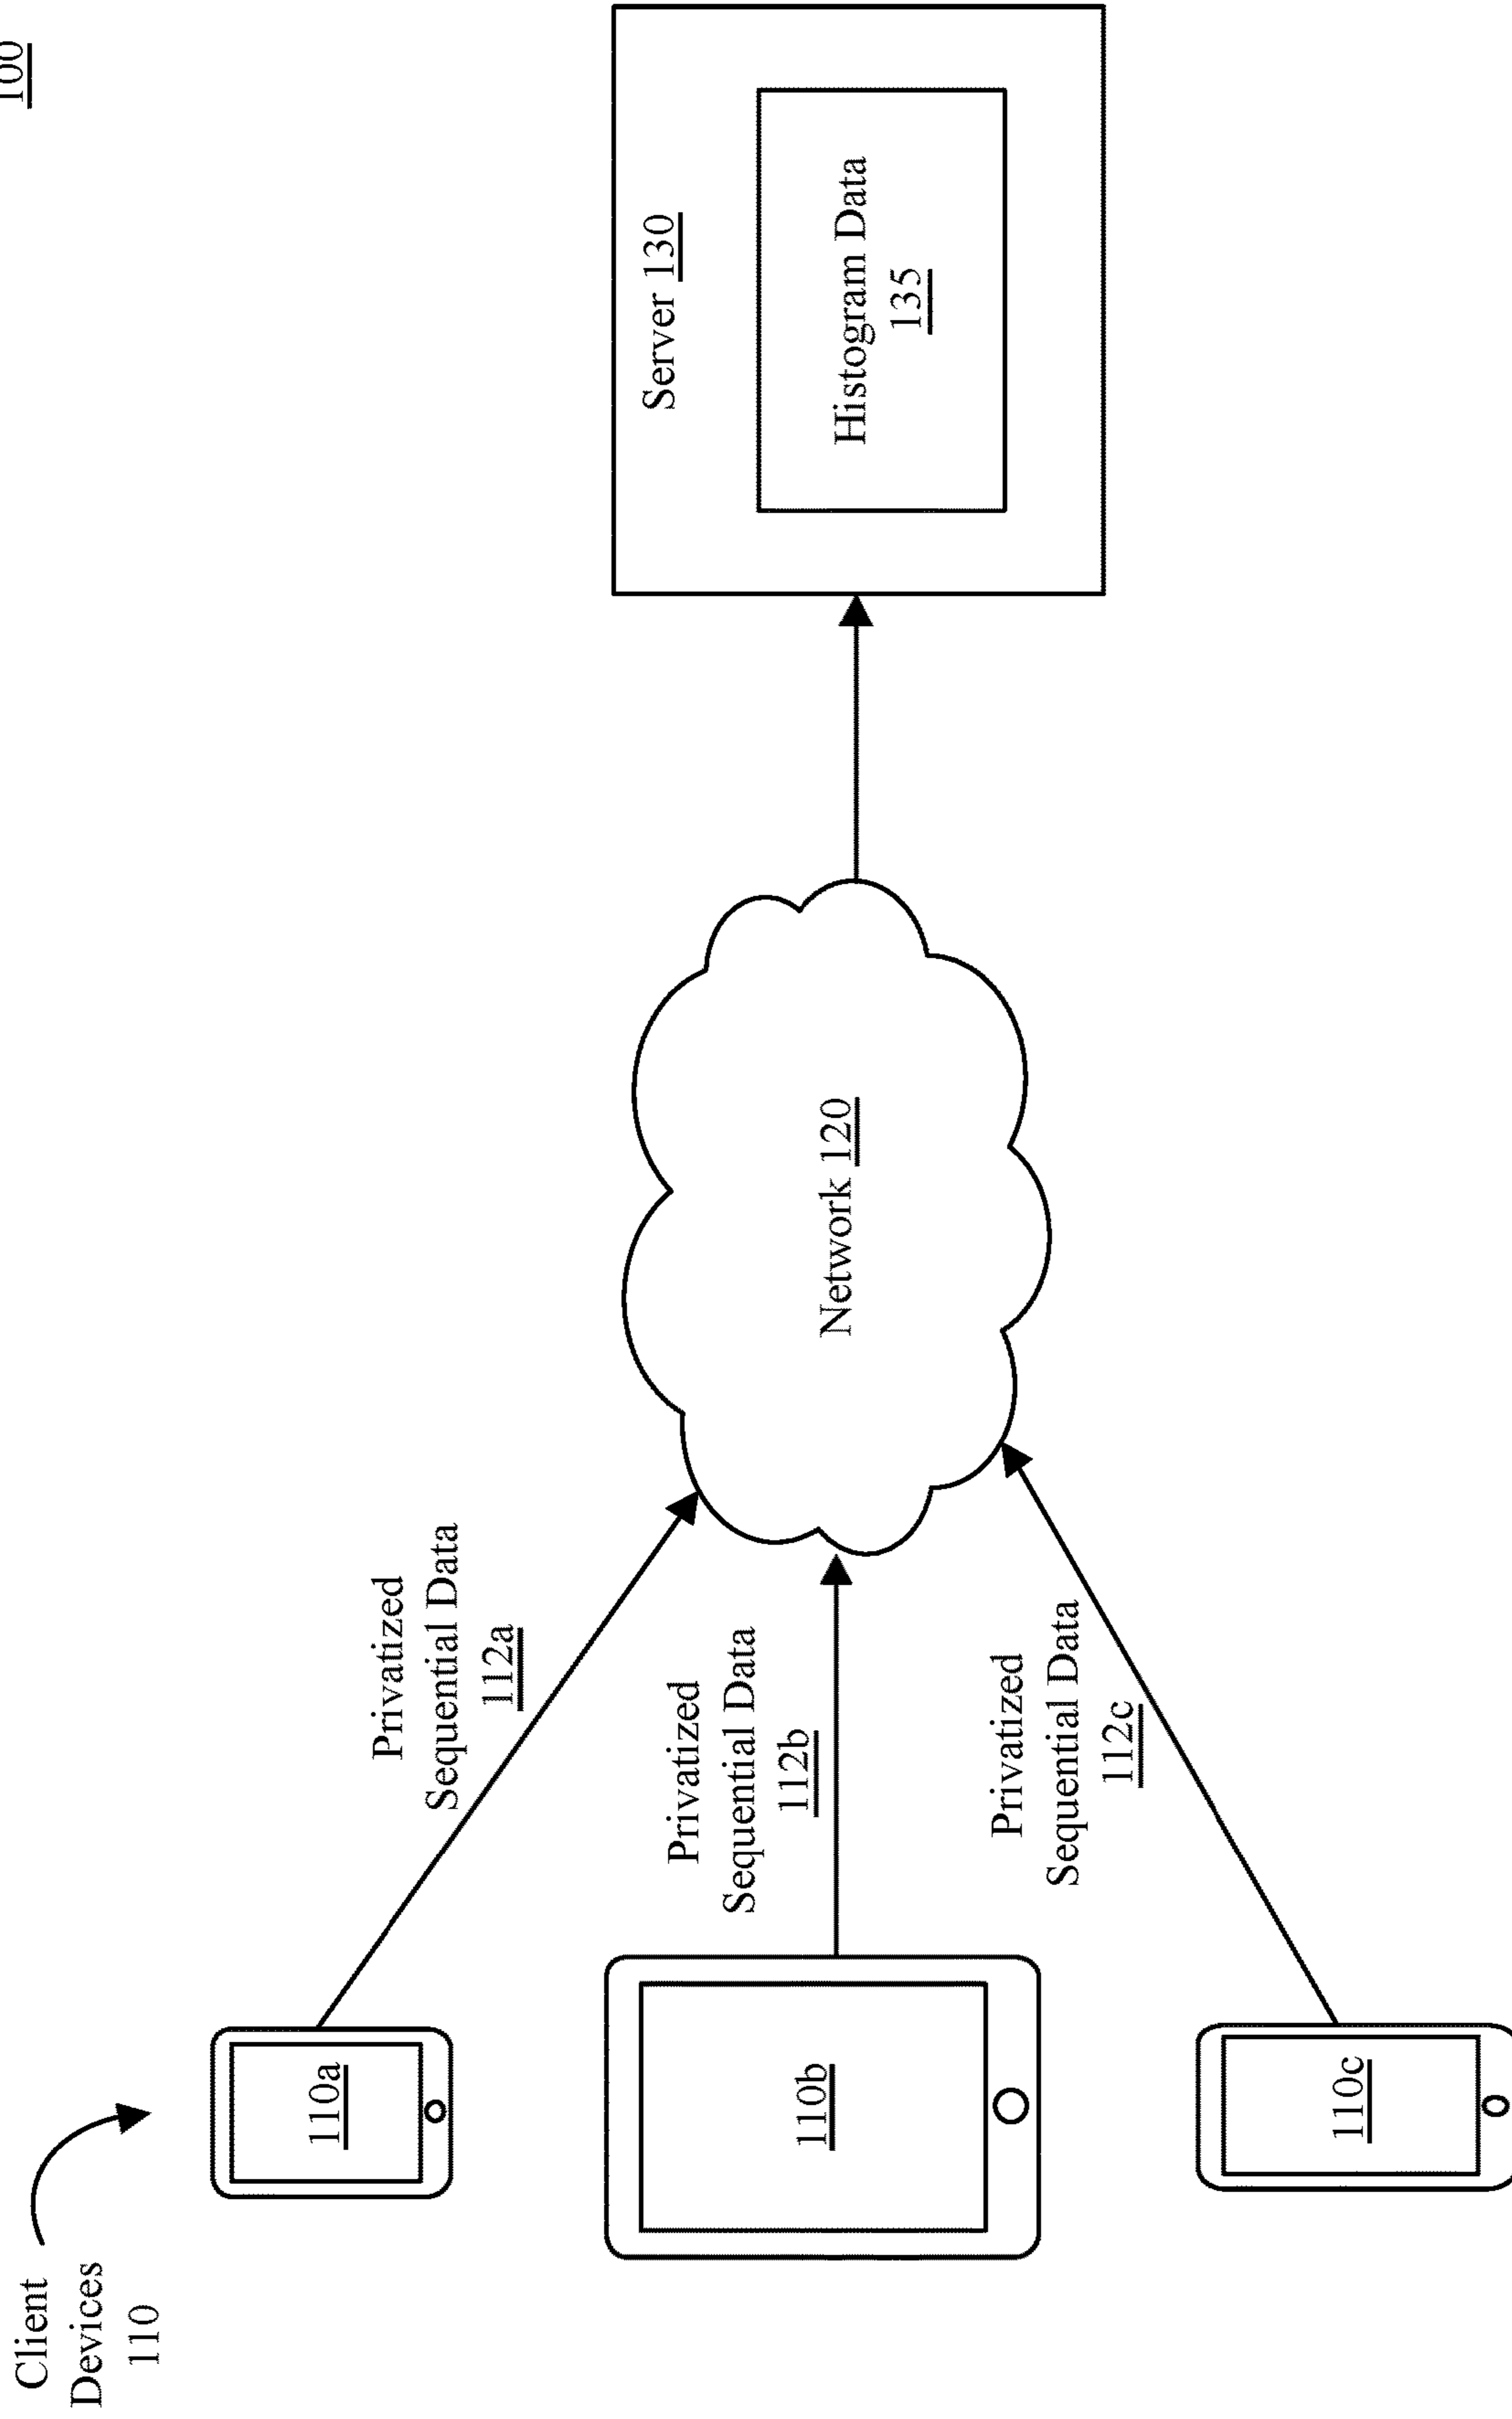 100
Client
Devices
110
110a
Privatized
Sequential Data
112a
110b
Privatized
Sequential Data
112b
110c
Privatized
Sequential Data
112c
Network 120
Server 130
Histogram Data
135